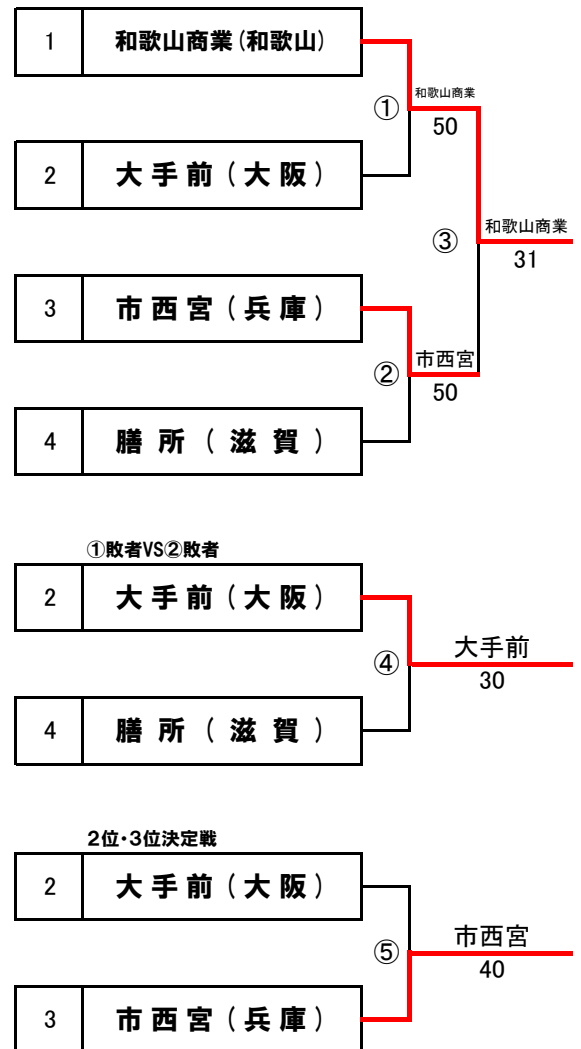 1 和歌山商業(和歌山)
和歌山商業
①
50
2 大手前(大阪)
和歌山商業
③
31
3 市西宮(兵庫)
市西宮
②
50
4 膳所(滋賀)
①敗者VS②敗者
2 大手前(大阪)
大手前
④
30
4 膳所(滋賀)
2位・3位決定戦
2 大手前(大阪)
市西宮
⑤
40
3 市西宮(兵庫)